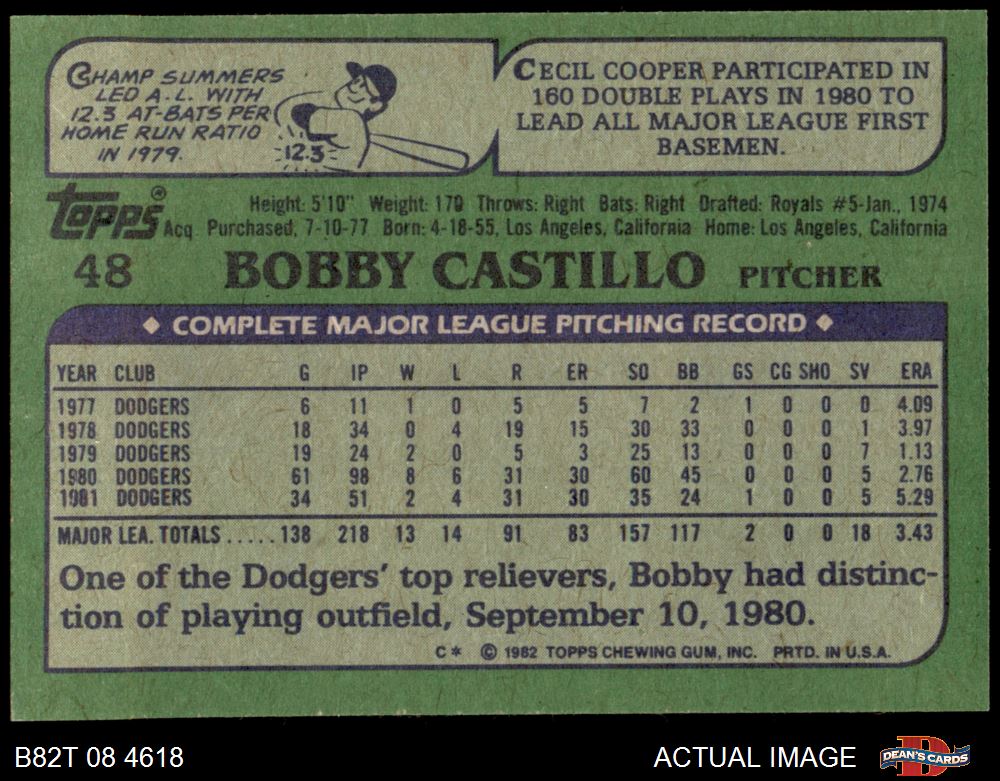 CHAMP SUMMERS
LED A.L. WITH
12.3 AT-BATS PER
HOME RUN RATIO
IN 1979.
12.3
CECIL COOPER PARTICIPATED IN
160 DOUBLE PLAYS IN 1980 TO
LEAD ALL MAJOR LEAGUE FIRST
BASEMEN.
Topps®
Height: 5'10" Weight: 170 Throws: Right Bats: Right Drafted: Royals #5-Jan., 1974
Acq Purchased, 7-10-77 Born: 4-18-55, Los Angeles, California Home: Los Angeles, California
48 BOBBY CASTILLO PITCHER
◆ COMPLETE MAJOR LEAGUE PITCHING RECORD ◆
YEAR CLUB G IP W L R ER SO BB GS CG SHO SV ERA
1977 DODGERS 6 11 1 0 5 5 7 2 1 0 0 0 4.09
1978 DODGERS 18 34 0 4 19 15 30 33 0 0 0 1 3.97
1979 DODGERS 19 24 2 0 5 3 25 13 0 0 0 7 1.13
1980 DODGERS 61 98 8 6 31 30 60 45 0 0 0 5 2.76
1981 DODGERS 34 51 2 4 31 30 35 24 1 0 0 5 5.29
MAJOR LEA. TOTALS.....138 218 13 14 91 83 157 117 2 0 0 18 3.43
One of the Dodgers' top relievers, Bobby had distinc-
tion of playing outfield, September 10, 1980.
C* © 1982 TOPPS CHEWING GUM, INC. PRTD. IN U.S.A.
B82T 08 4618
ACTUAL IMAGE
D
DEAN'S CARDS